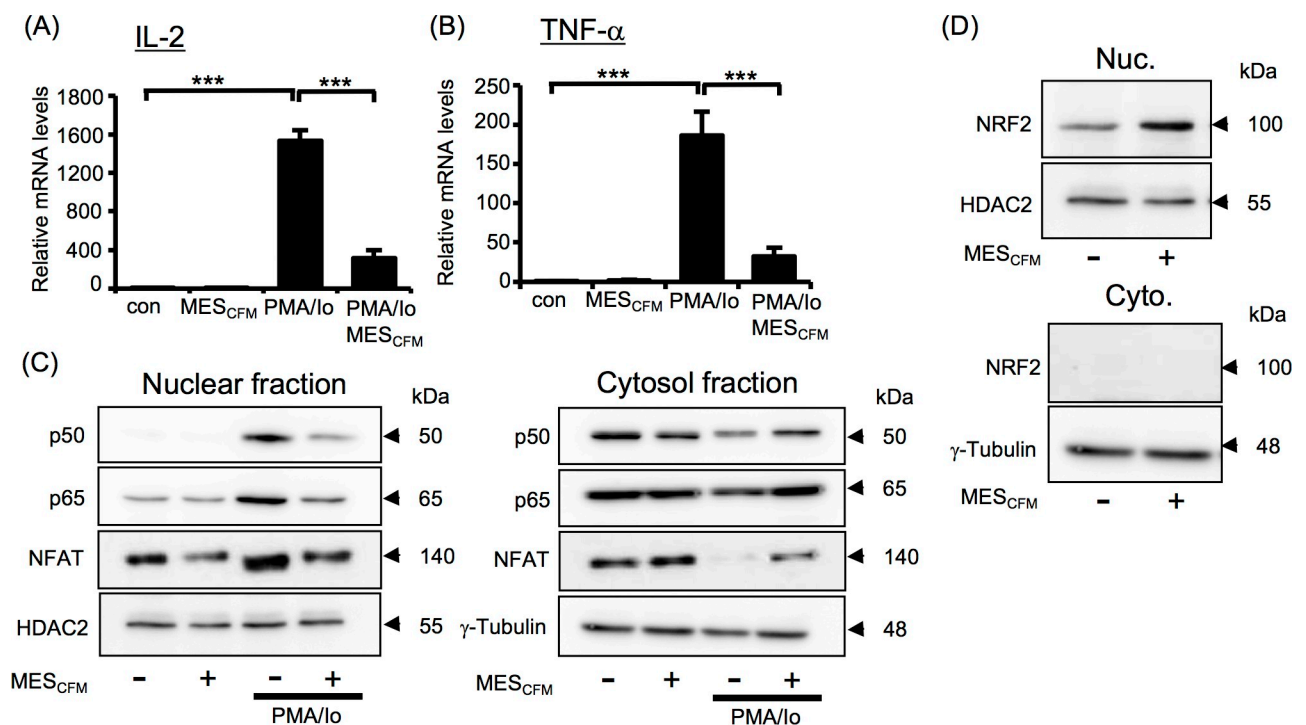 (A)
IL-2
Relative mRNA levels
1800
1600
1200
800
400
0
***
***
con
MESCFM
PMA/Io
PMA/Io
MESCFM
(B)
TNF-α
Relative mRNA levels
250
200
150
100
50
0
***
***
con
MESCFM
PMA/Io
PMA/Io
MESCFM
(C)
Nuclear fraction
kDa
p50
50
p65
65
NFAT
140
HDAC2
55
MESCFM - + - +
PMA/Io
Cytosol fraction
kDa
p50
50
p65
65
NFAT
140
γ-Tubulin
48
MESCFM - + - +
PMA/Io
(D)
Nuc.
kDa
NRF2
100
HDAC2
55
MESCFM - +
Cyto.
kDa
NRF2
100
γ-Tubulin
48
MESCFM - +